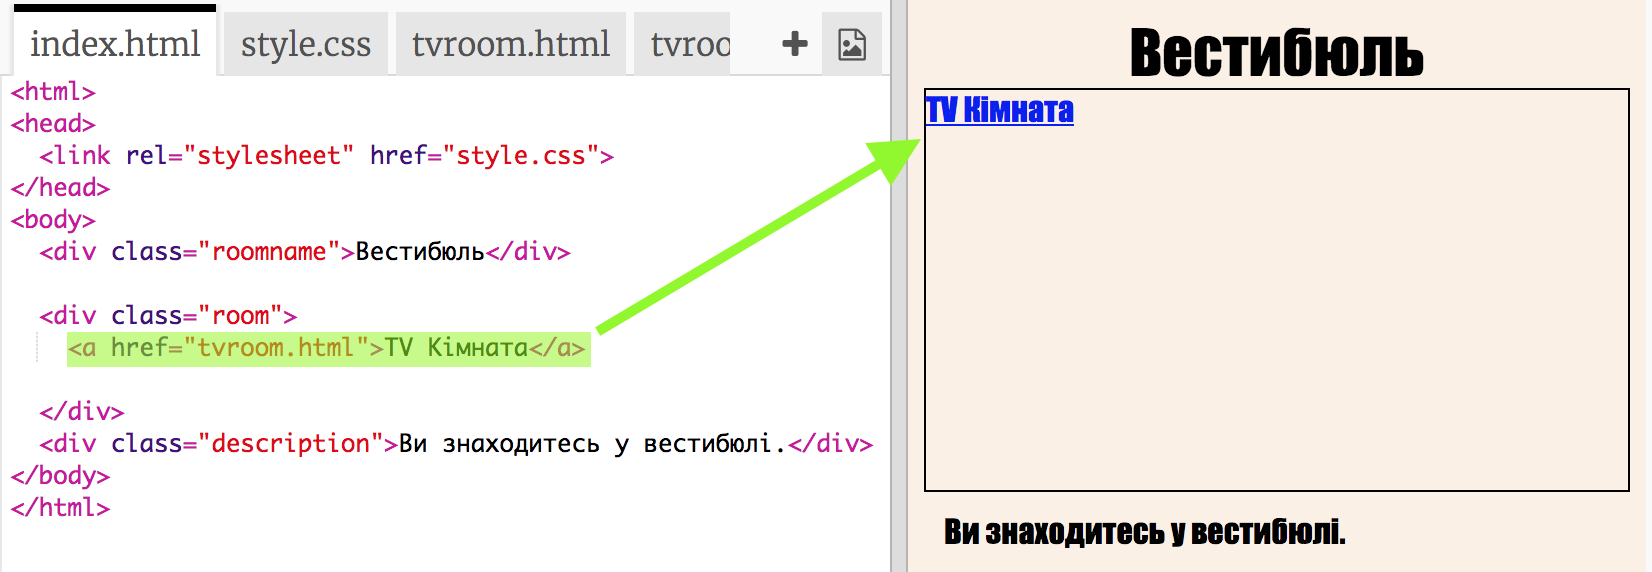 index.html style.css tvroom.html tvroo
<html>
<head>
<link rel="stylesheet" href="style.css">
</head>
<body>
<div class="roomname">Вестибюль</div>
<div class="room">
<a href="tvroom.html">TV Кімната</a>
</div>
<div class="description">Ви знаходитесь у вестибюлі.</div>
</body>
</html>
Вестибюль
TV Кімната
Ви знаходитесь у вестибюлі.